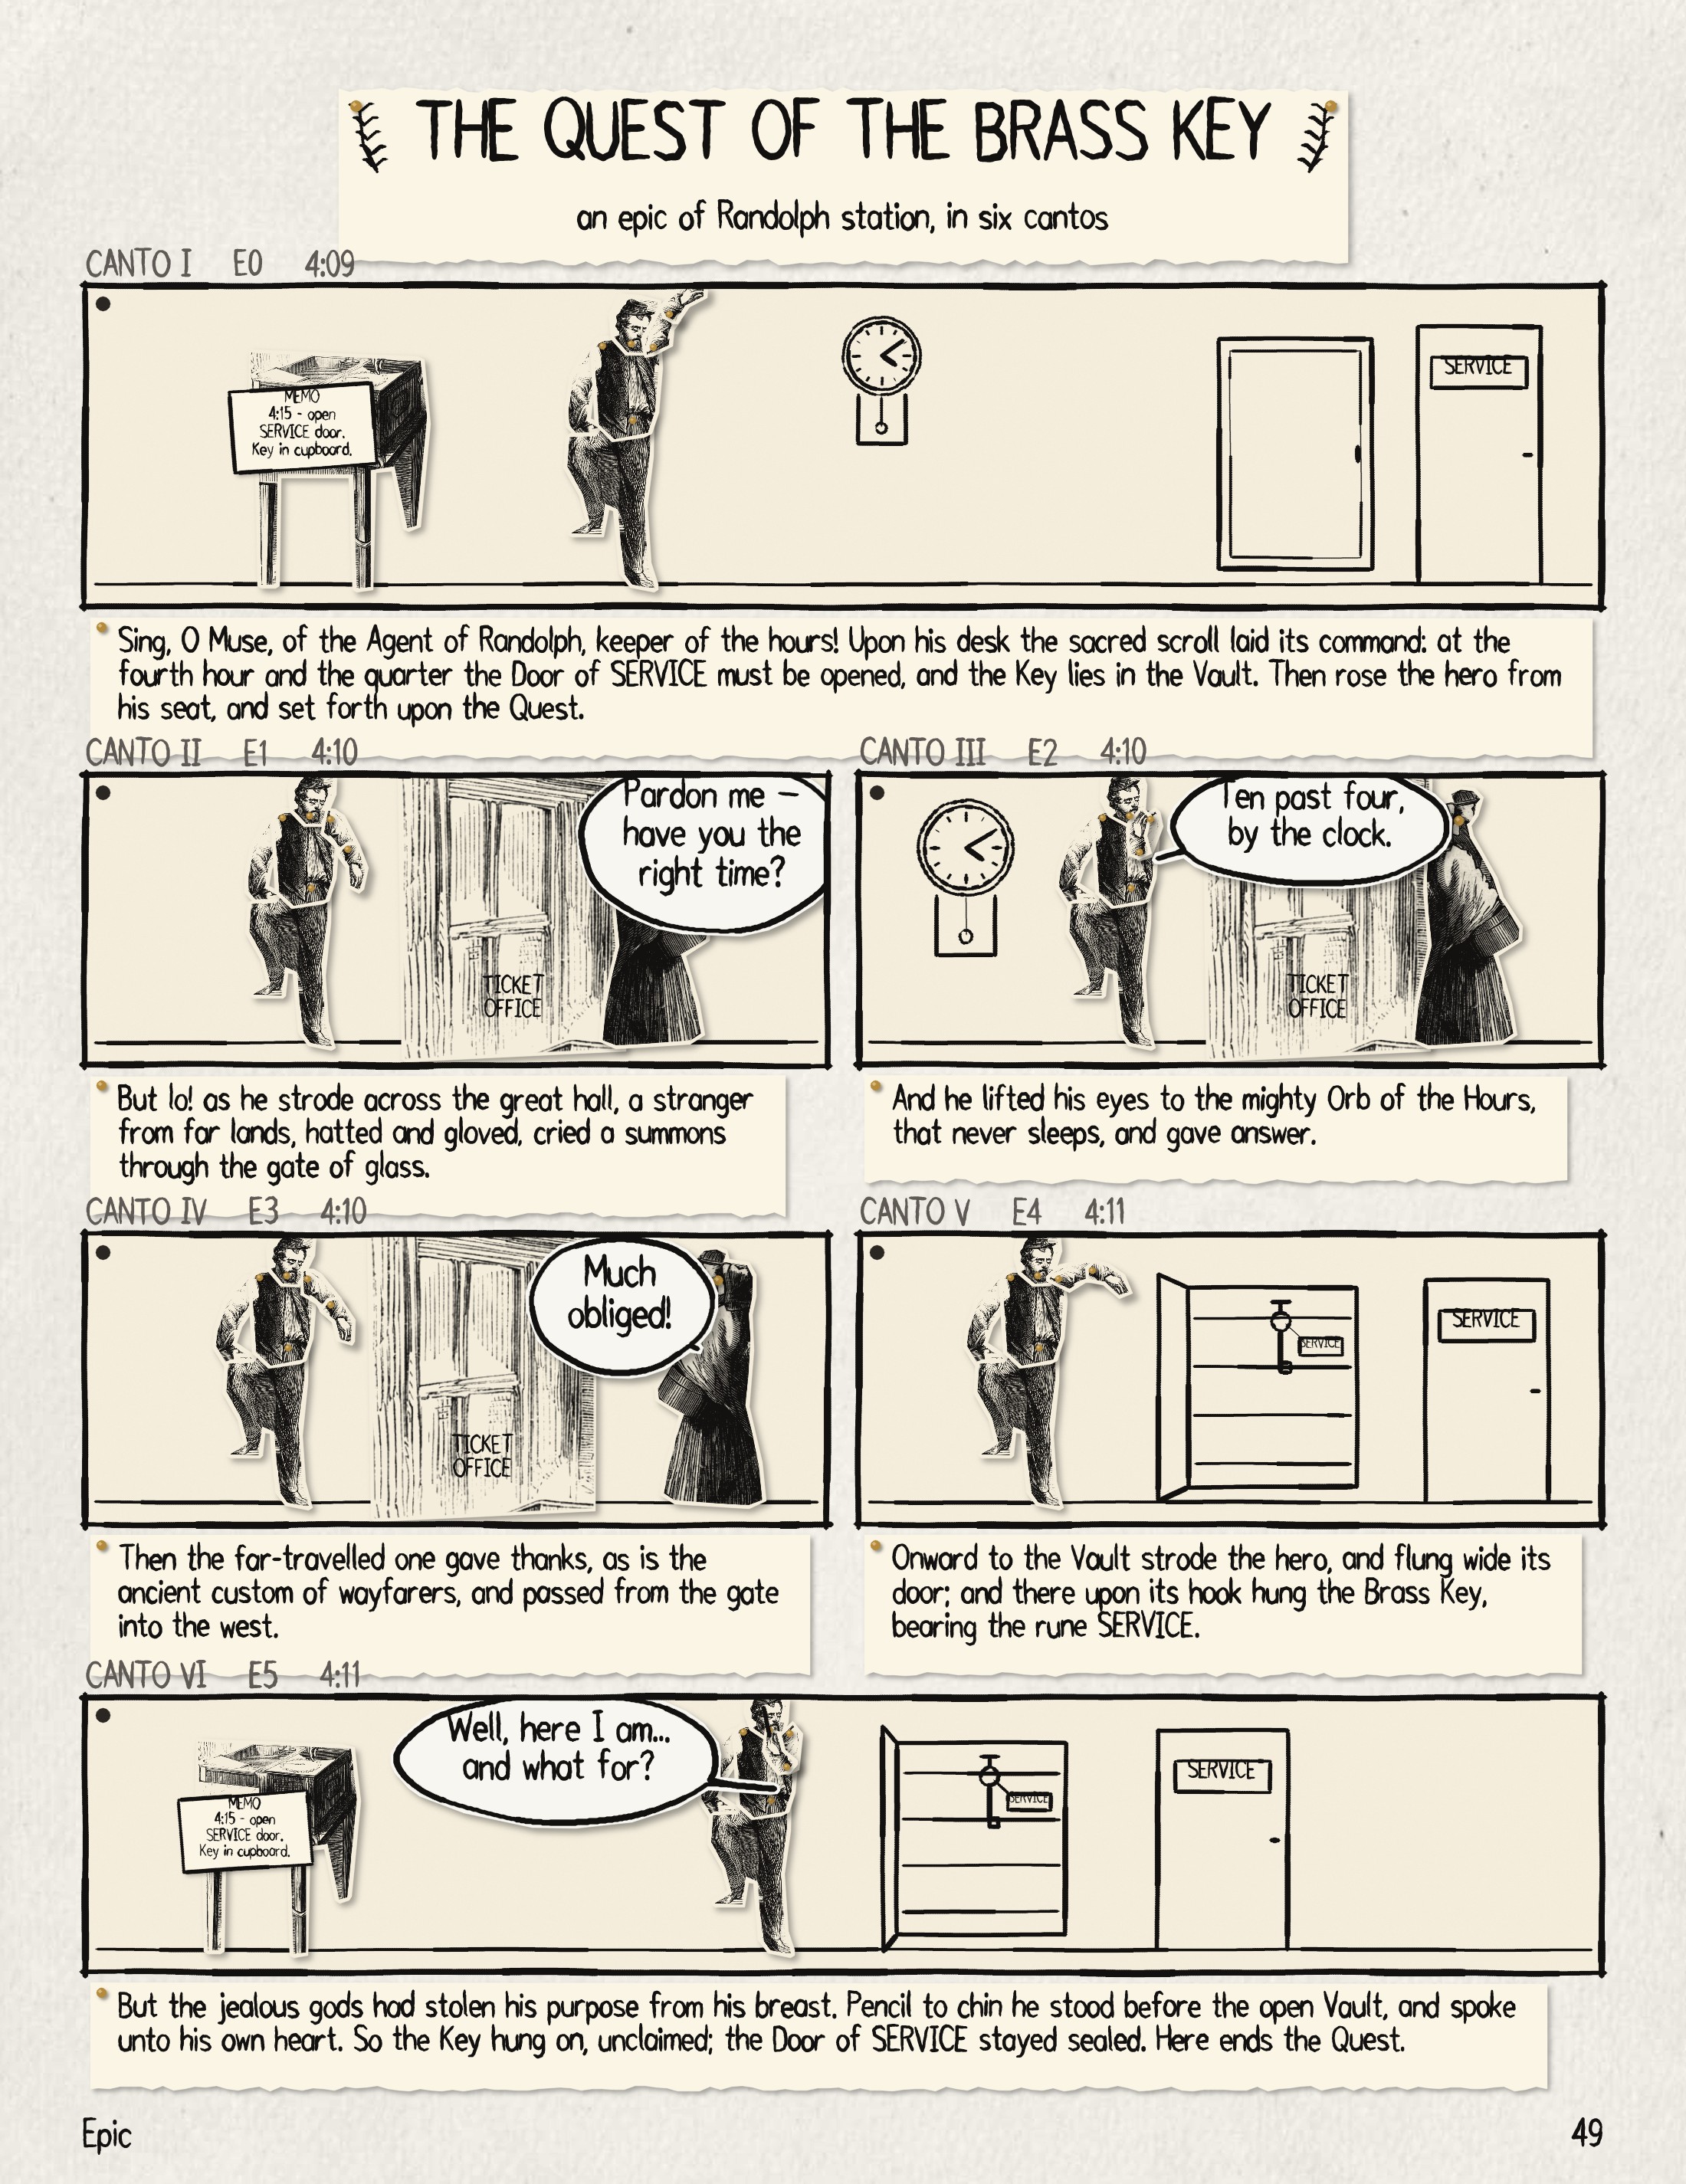 THE QUEST OF THE BRASS KEY
an epic of Randolph station, in six cantos
CANTO I E0 4:09
MEMO
4:15 - open
SERVICE door.
Key in cupboard.
SERVICE
Sing, O Muse, of the Agent of Randolph, keeper of the hours! Upon his desk the sacred scroll laid its command: at the
fourth hour and the quarter the Door of SERVICE must be opened, and the Key lies in the Vault. Then rose the hero from
his seat, and set forth upon the Quest.
CANTO II E1 4:10
Pardon me –
have you the
right time?
TICKET
OFFICE
But lo! as he strode across the great hall, a stranger
from far lands, hatted and gloved, cried a summons
through the gate of glass.
CANTO III E2 4:10
Ten past four,
by the clock.
TICKET
OFFICE
And he lifted his eyes to the mighty Orb of the Hours,
that never sleeps, and gave answer.
CANTO IV E3 4:10
Much
obliged!
TICKET
OFFICE
Then the far-travelled one gave thanks, as is the
ancient custom of wayfarers, and passed from the gate
into the west.
CANTO V E4 4:11
SERVICE
SERVICE
Onward to the Vault strode the hero, and flung wide its
door; and there upon its hook hung the Brass Key,
bearing the rune SERVICE.
CANTO VI E5 4:11
Well, here I am...
and what for?
MEMO
4:15 - open
SERVICE door.
Key in cupboard.
SERVICE
SERVICE
But the jealous gods had stolen his purpose from his breast. Pencil to chin he stood before the open Vault, and spoke
unto his own heart. So the Key hung on, unclaimed; the Door of SERVICE stayed sealed. Here ends the Quest.
Epic
49